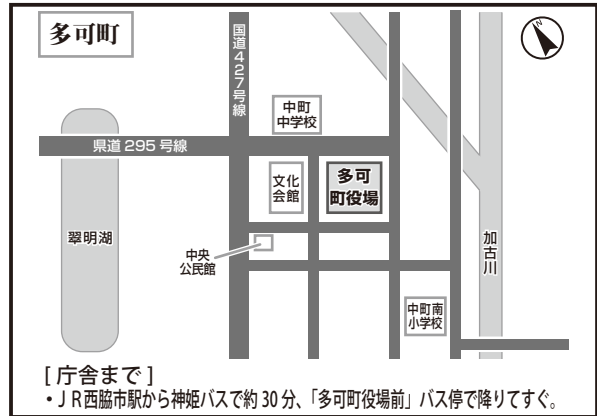 多可町
N
国道427号線
中町
中学校
県道295号線
文化
会館
多可
町役場
翠明湖
中央
公民館
加古川
中町南
小学校
[庁舎まで]
・JR西脇市駅から神姫バスで約30分、「多可町役場前」バス停で降りてすぐ。